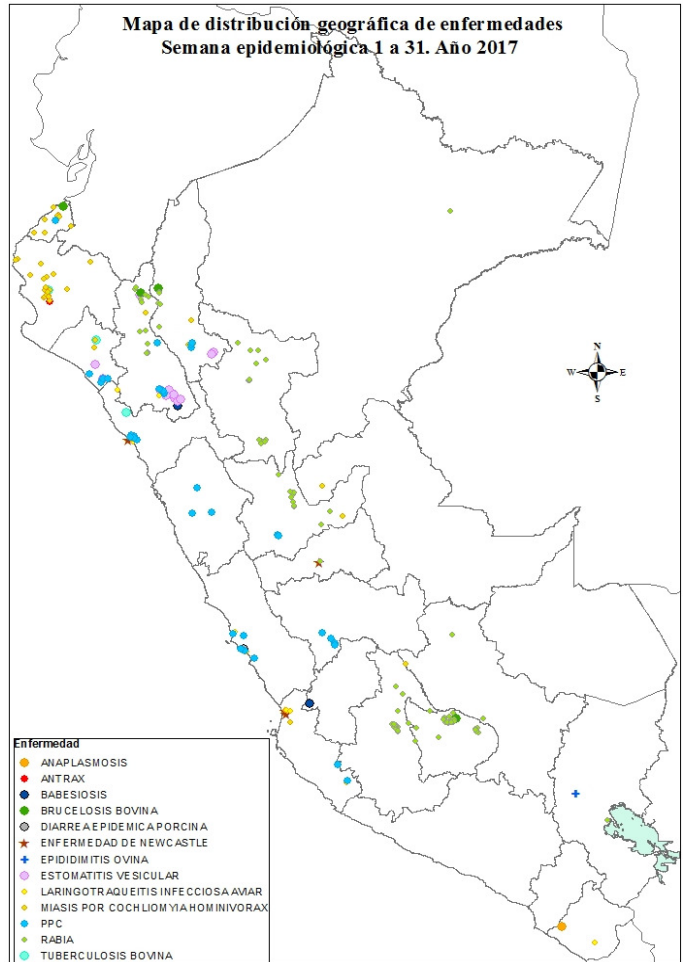 Mapa de distribución geográfica de enfermedades
Semana epidemiológica 1 a 31. Año 2017
N
W
E
S
Enfermedad
ANAPLASMOSIS
ANTRAX
BABESIOSIS
BRUCELOSIS BOVINA
DIARREA EPIDEMICA PORCINA
ENFERMEDAD DE NEWCASTLE
EPIDIDIMITIS OVINA
ESTOMATITIS VESICULAR
LARINGOTRAQUEITIS INFECCIOSA AVIAR
MIASIS POR COCHLIOMYIA HOMINIVORAX
PPC
RABIA
TUBERCULOSIS BOVINA